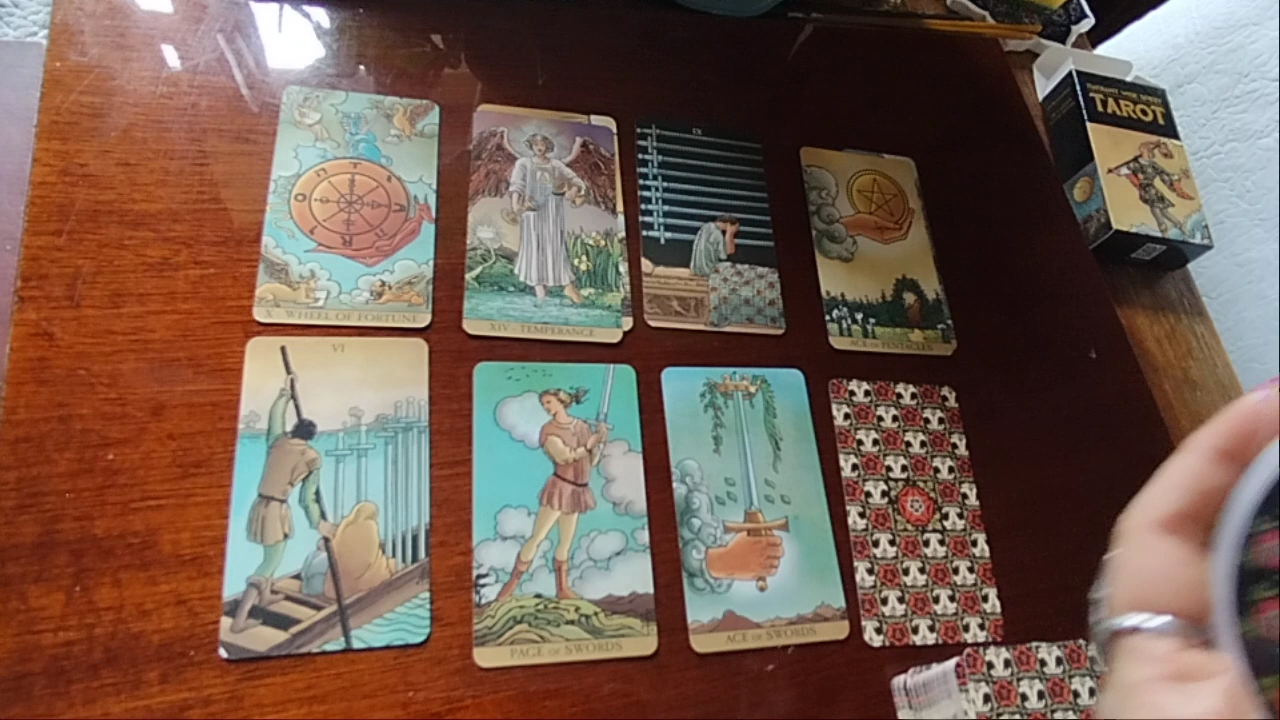 X WHEEL OF FORTUNE
XIV TEMPERANCE
IX
ACE OF PENTACLES
TAROT
VI
PAGE OF SWORDS
ACE OF SWORDS